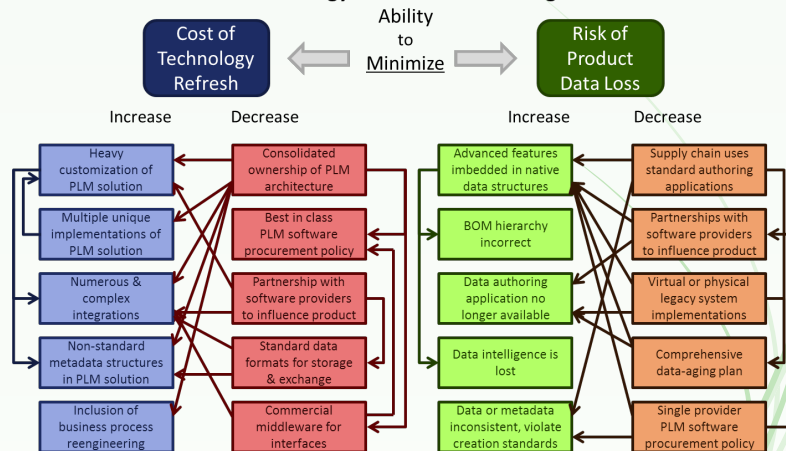 Ability
to
Minimize
Cost of
Technology
Refresh
Risk of
Product
Data Loss
Increase
Decrease
Increase
Decrease
Heavy
customization of
PLM solution
Consolidated
ownership of PLM
architecture
Advanced features
imbedded in native
data structures
Supply chain uses
standard authoring
applications
Multiple unique
implementations of
PLM solution
Best in class
PLM software
procurement policy
BOM hierarchy
incorrect
Partnerships with
software providers
to influence product
Numerous &
complex
integrations
Partnership with
software providers
to influence product
Data authoring
application no
longer available
Virtual or physical
legacy system
implementations
Non-standard
metadata structures
in PLM solution
Standard data
formats for storage
& exchange
Data intelligence is
lost
Comprehensive
data-aging plan
Inclusion of
business process
reengineering
Commercial
middleware for
interfaces
Data or metadata
inconsistent, violate
creation standards
Single provider
PLM software
procurement policy